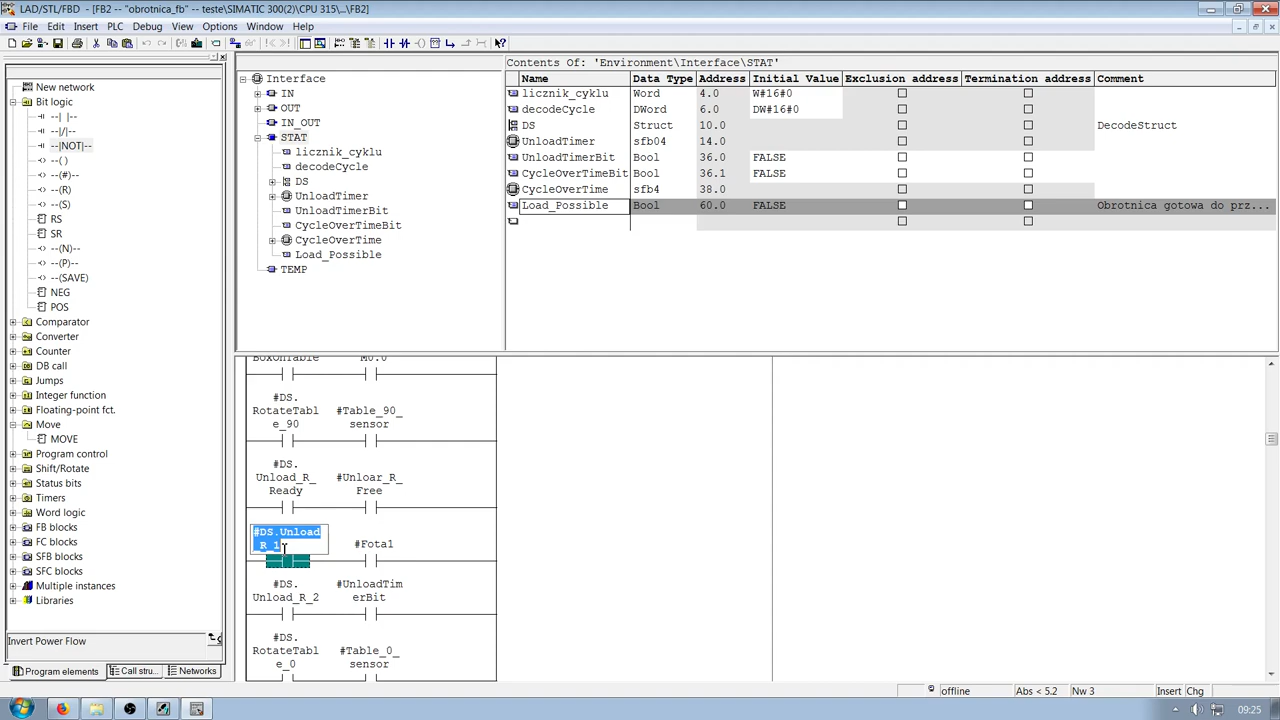 LAD/STL/FBD - [FB2 -- "obrotnica_fb" -- teste\SIMATIC 300(2)\CPU 315\...\FB2]
File Edit Insert PLC Debug View Options Window Help
New network
Bit logic
--| |--
--|/|--
--|NOT|--
--( )
--(#)--
--(R)
--(S)
RS
SR
--(N)--
--(P)--
--(SAVE)
NEG
POS
Comparator
Converter
Counter
DB call
Jumps
Integer function
Floating-point fct.
Move
MOVE
Program control
Shift/Rotate
Status bits
Timers
Word logic
FB blocks
FC blocks
SFB blocks
SFC blocks
Multiple instances
Libraries
Invert Power Flow
Program elements Call stru... Networks
Interface
IN
OUT
IN_OUT
STAT
licznik_cyklu
decodeCycle
DS
UnloadTimer
UnloadTimerBit
CycleOverTimeBit
CycleOverTime
Load_Possible
TEMP
Contents Of: 'Environment\Interface\STAT'
Name Data Type Address Initial Value Exclusion address Termination address Comment
licznik_cyklu Word 4.0 W#16#0
decodeCycle DWord 6.0 DW#16#0
DS Struct 10.0 DecodeStruct
UnloadTimer sfb04 14.0
UnloadTimerBit Bool 36.0 FALSE
CycleOverTimeBit Bool 36.1 FALSE
CycleOverTime sfb4 38.0
Load_Possible Bool 60.0 FALSE Obrotnica gotowa do prz...
BoxOnTable M0.0
#DS.
RotateTabl #Table_90_
e_90 sensor
#DS.
Unload_R_ #Unloar_R_
Ready Free
#DS.Unload
_R_1 #Fota1
#DS. #UnloadTim
Unload_R_2 erBit
#DS.
RotateTabl #Table_0_
e_0 sensor
offline Abs < 5.2 Nw 3 Insert Chg
09:25